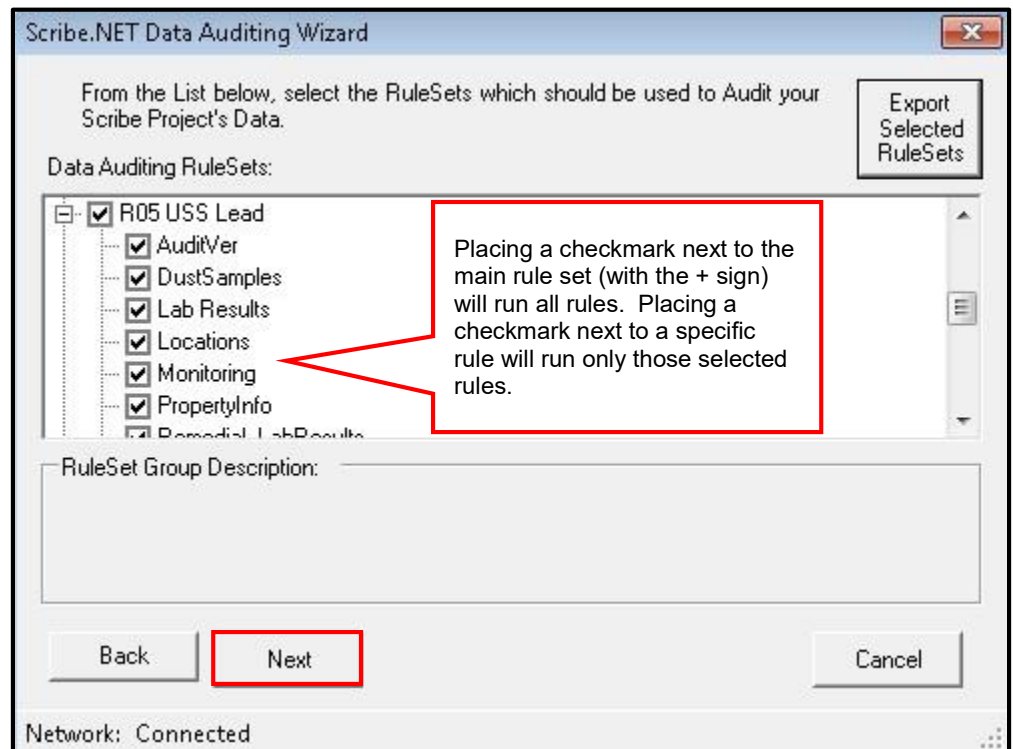 Scribe.NET Data Auditing Wizard
From the List below, select the RuleSets which should be used to Audit your
Scribe Project's Data.
Export
Selected
RuleSets
Data Auditing RuleSets:
R05 USS Lead
AuditVer
DustSamples
Lab Results
Locations
Monitoring
PropertyInfo
Remedial_LabResults
Placing a checkmark next to the
main rule set (with the + sign)
will run all rules.  Placing a
checkmark next to a specific
rule will run only those selected
rules.
RuleSet Group Description:
Back
Next
Cancel
Network: Connected